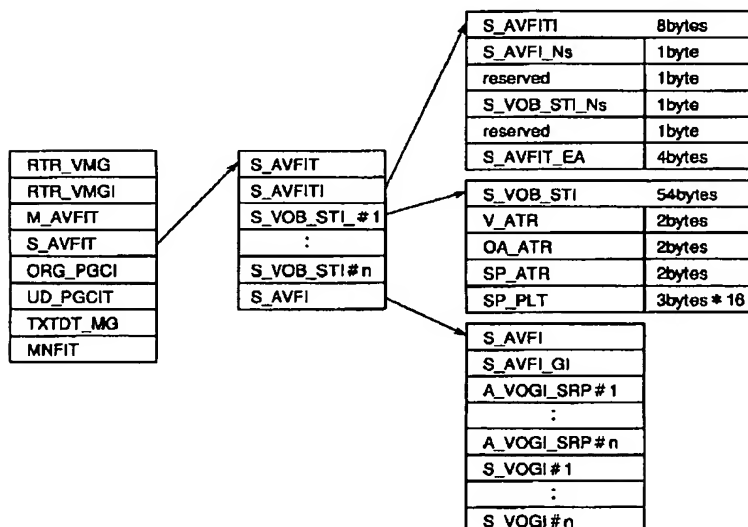 RTR_VMG
RTR_VMGI
M_AVFIT
S_AVFIT
ORG_PGCI
UD_PGCIT
TXTDT_MG
MNFIT
S_AVFIT
S_AVFITI
S_VOB_STI_#1
:
S_VOB_STI#n
S_AVFI
S_AVFITI 8bytes
S_AVFI_Ns 1byte
reserved 1byte
S_VOB_STI_Ns 1byte
reserved 1byte
S_AVFIT_EA 4bytes
S_VOB_STI 54bytes
V_ATR 2bytes
OA_ATR 2bytes
SP_ATR 2bytes
SP_PLT 3bytes*16
S_AVFI
S_AVFI_GI
A_VOGI_SRP#1
:
A_VOGI_SRP#n
S_VOGI#1
:
S_VOGI#n